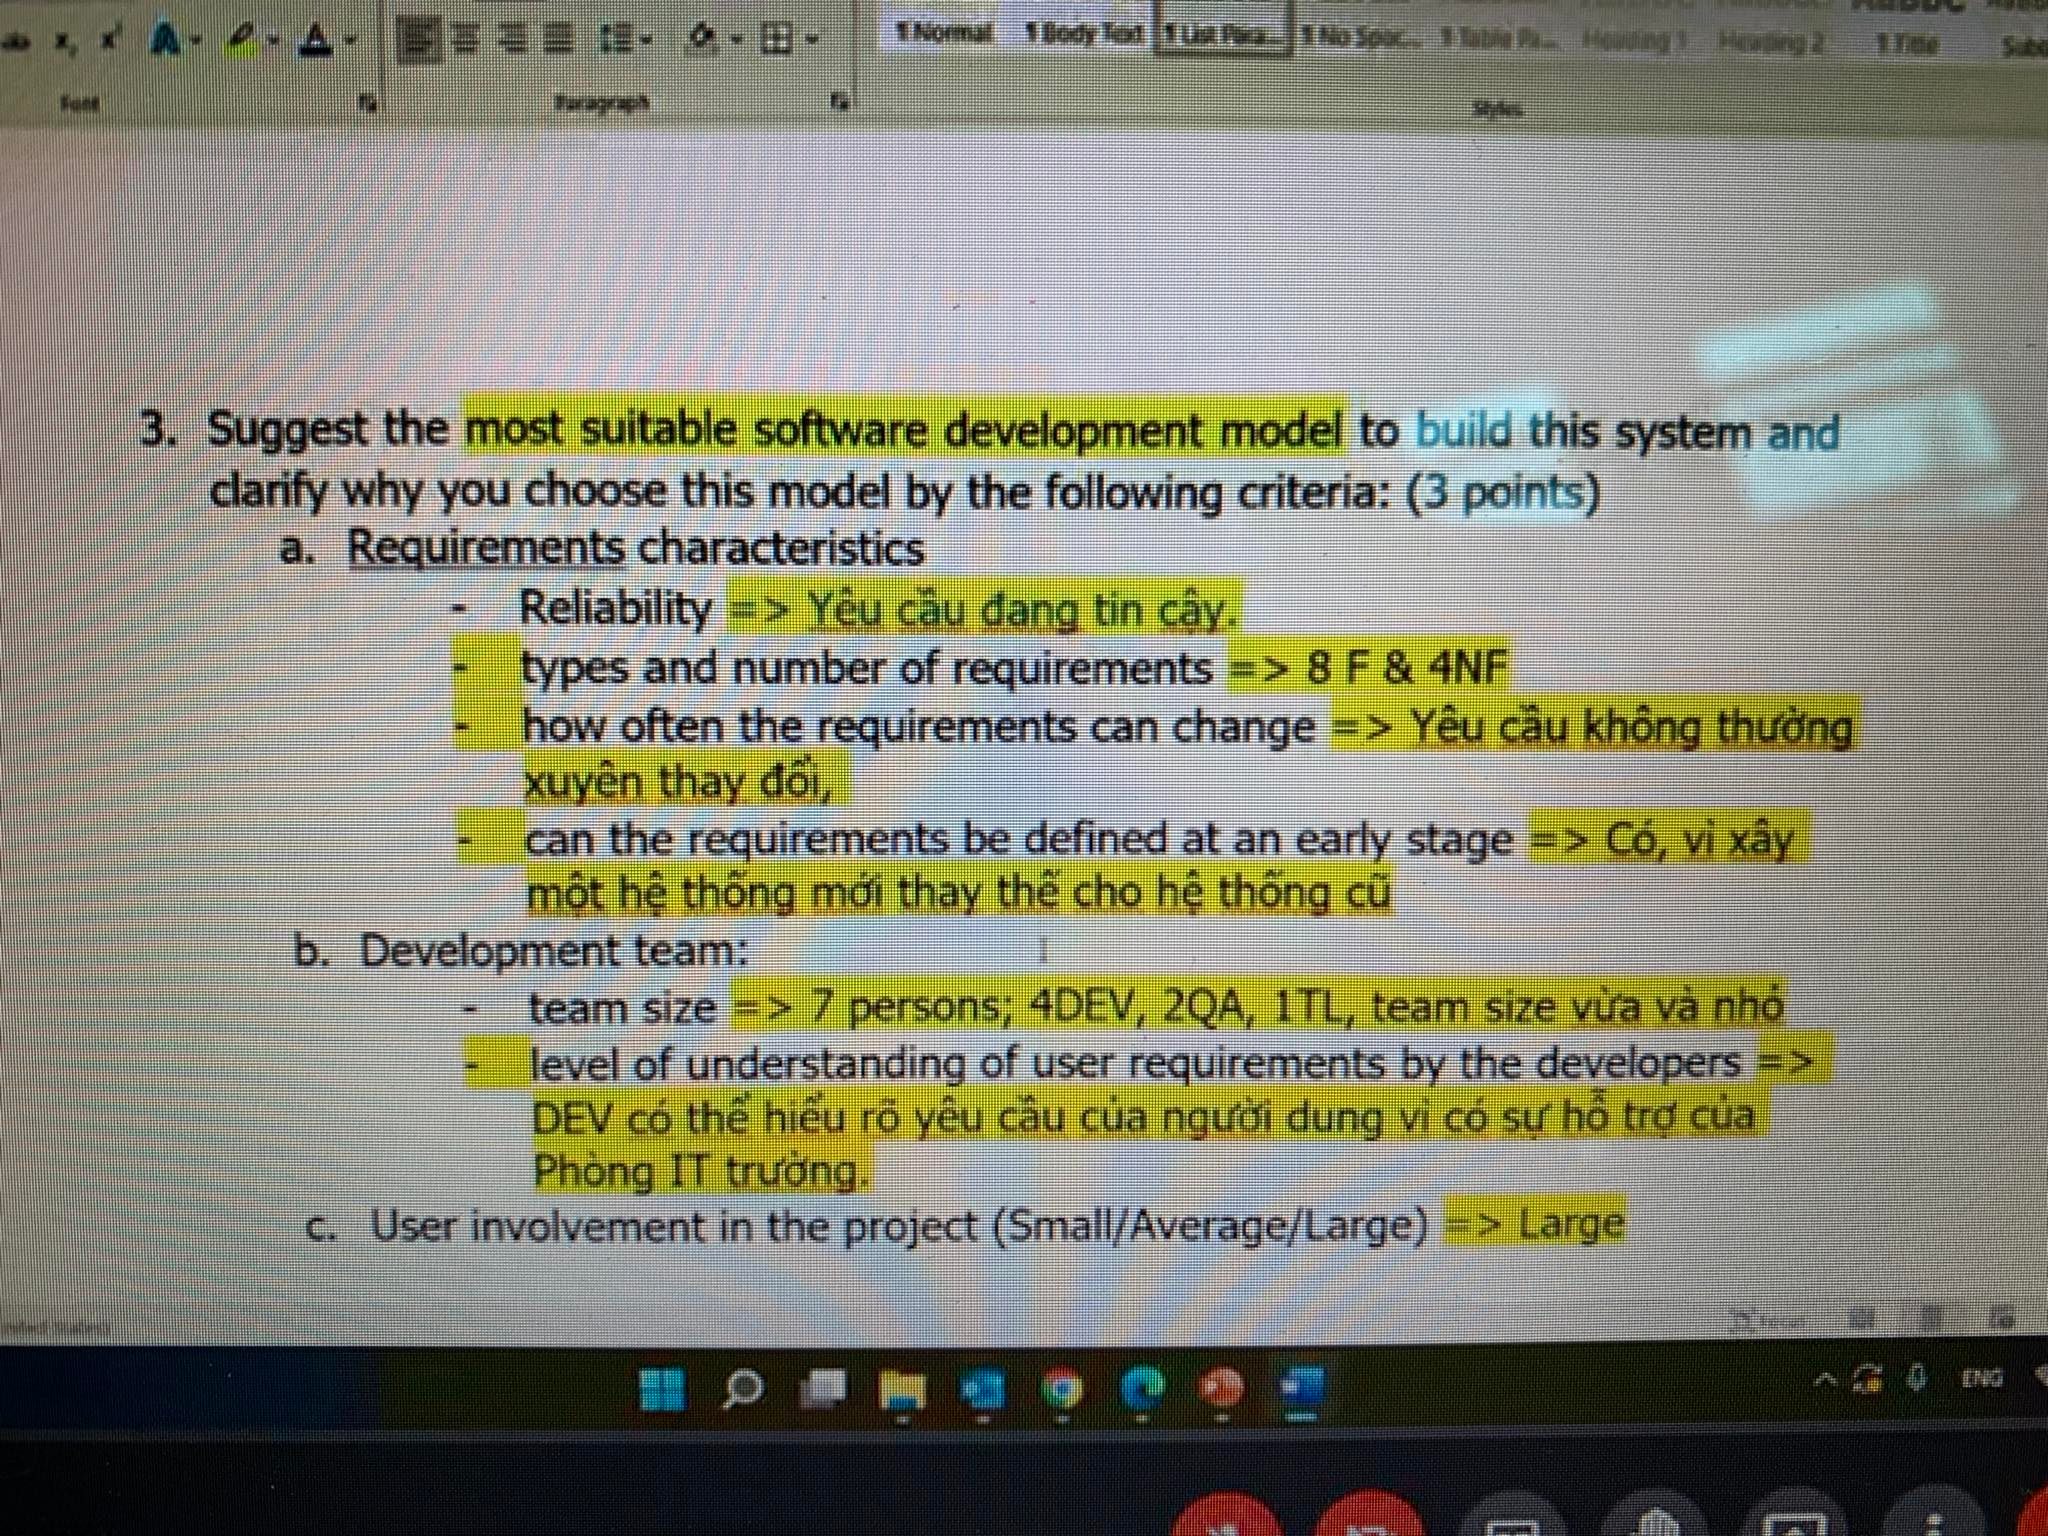 ¶ Normal ¶ Body Text ¶ List Para... ¶ No Spac... ¶ Table Pa... Heading 1 Heading 2 ¶ Title
Font Paragraph Styles
3. Suggest the most suitable software development model to build this system and
clarify why you choose this model by the following criteria: (3 points)
a. Requirements characteristics
- Reliability => Yêu cầu đang tin cậy.
- types and number of requirements => 8 F & 4NF
- how often the requirements can change => Yêu cầu không thường
xuyên thay đổi,
- can the requirements be defined at an early stage => Có, vì xây
một hệ thống mới thay thế cho hệ thống cũ
b. Development team:
- team size => 7 persons; 4DEV, 2QA, 1TL, team size vừa và nhỏ
- level of understanding of user requirements by the developers =>
DEV có thể hiểu rõ yêu cầu của người dung vì có sự hỗ trợ của
Phòng IT trường.
c. User involvement in the project (Small/Average/Large) => Large
ENG